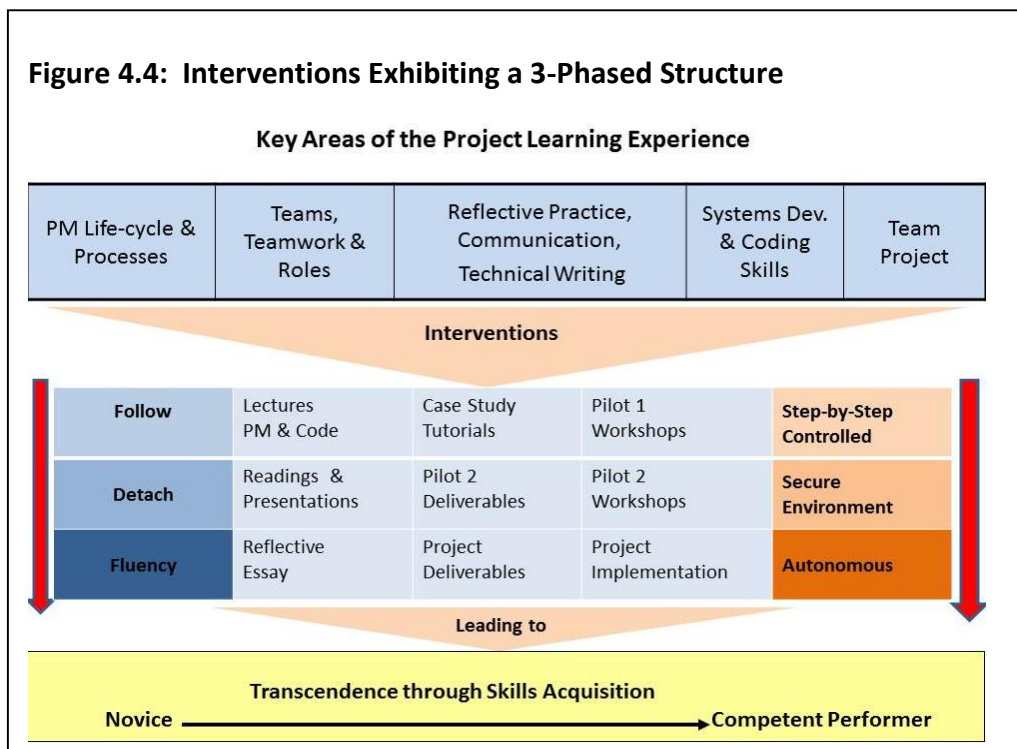 Figure 4.4: Interventions Exhibiting a 3-Phased Structure
Key Areas of the Project Learning Experience
PM Life-cycle &
Processes
Teams,
Teamwork &
Roles
Reflective Practice,
Communication,
Technical Writing
Systems Dev.
& Coding
Skills
Team
Project
Interventions
Follow
Lectures
PM & Code
Case Study
Tutorials
Pilot 1
Workshops
Step-by-Step
Controlled
Detach
Readings &
Presentations
Pilot 2
Deliverables
Pilot 2
Workshops
Secure
Environment
Fluency
Reflective
Essay
Project
Deliverables
Project
Implementation
Autonomous
Leading to
Transcendence through Skills Acquisition
Novice
Competent Performer